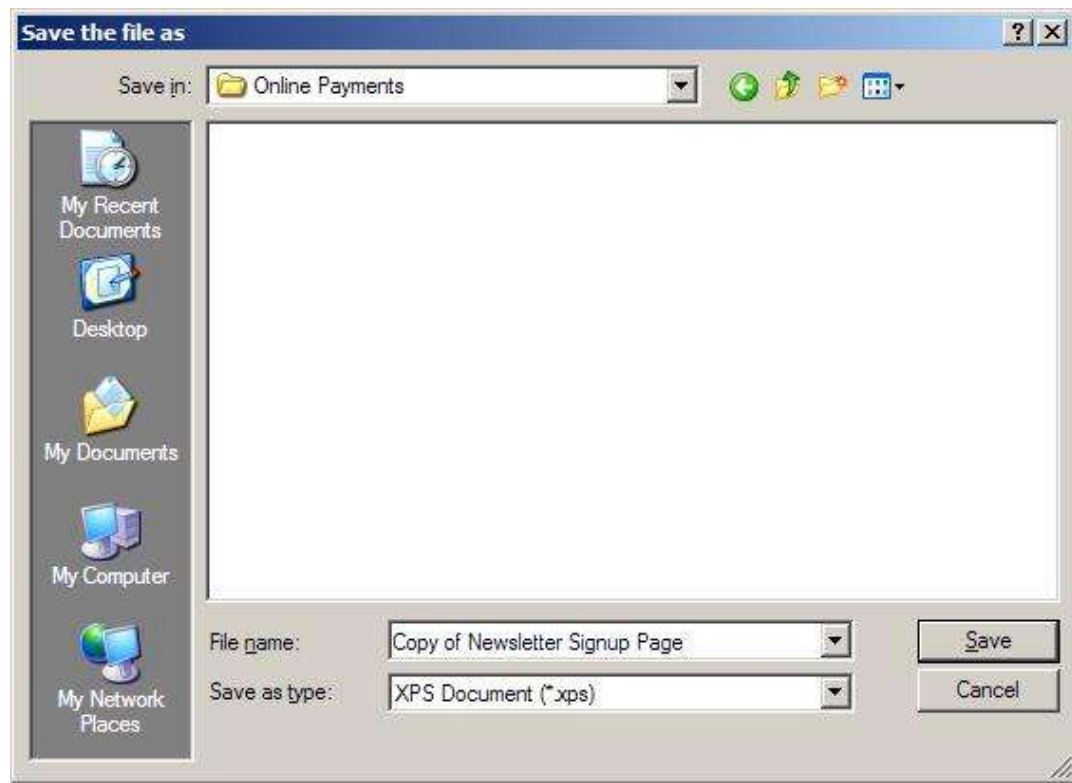 Save the file as
Save in: Online Payments
My Recent
Documents
Desktop
My Documents
My Computer
My Network
Places
File name: Copy of Newsletter Signup Page Save
Save as type: XPS Document (*.xps) Cancel